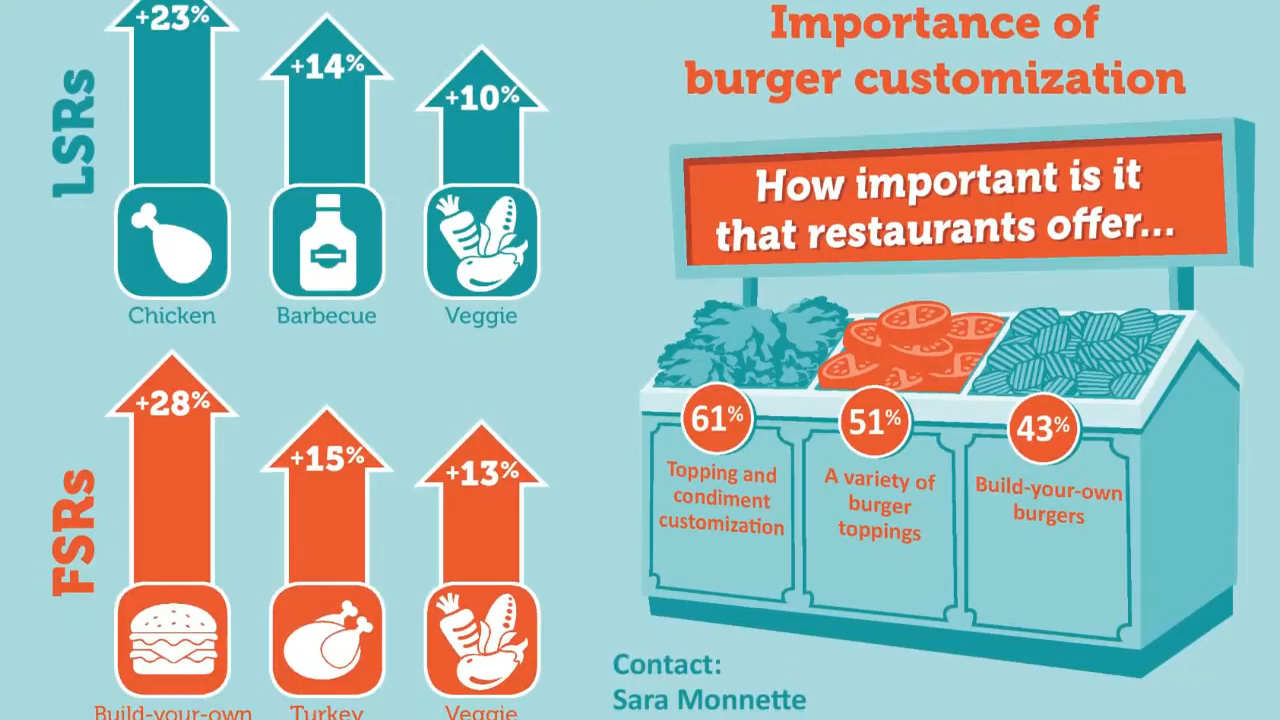 +23%
+14%
+10%
LSRs
Chicken
Barbecue
Veggie
+28%
+15%
+13%
FSRs
Build-your-own
Turkey
Veggie
Importance of
burger customization
How important is it
that restaurants offer...
61%
Topping and
condiment
customization
51%
A variety of
burger
toppings
43%
Build-your-own
burgers
Contact:
Sara Monnette